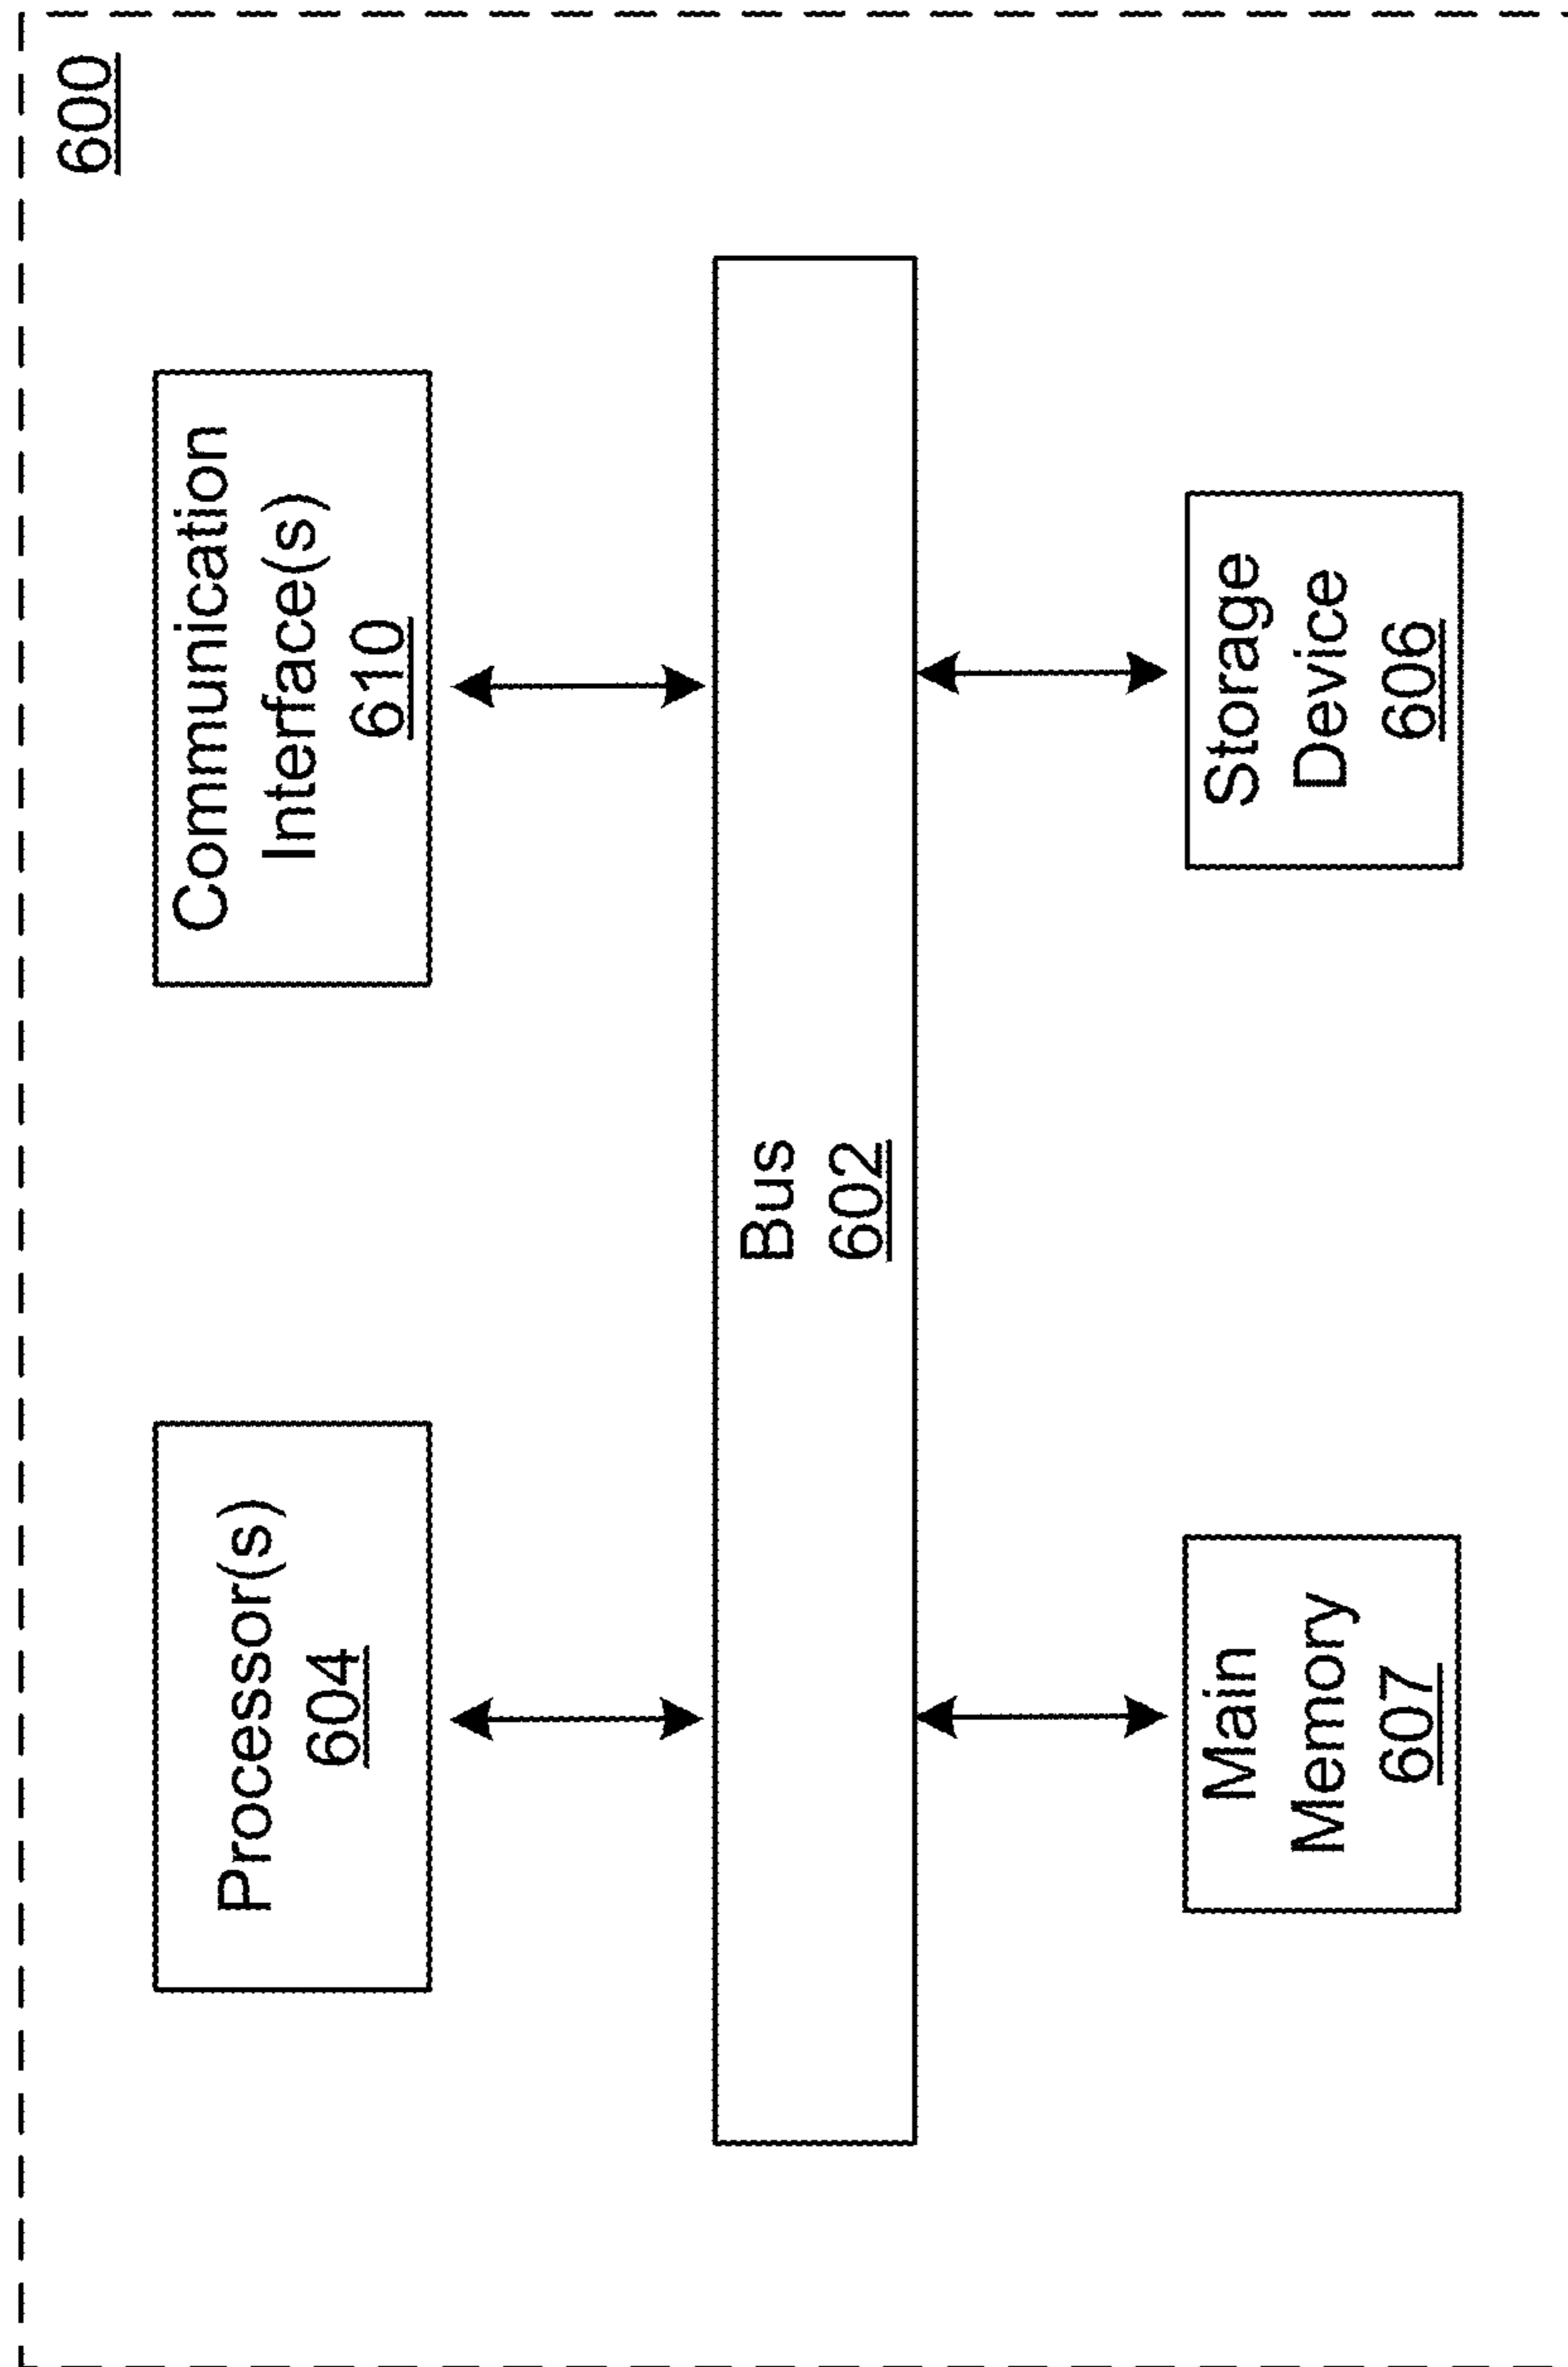 600
Processor(s)
604
Communication
Interface(s)
610
Bus
602
Main
Memory
607
Storage
Device
606